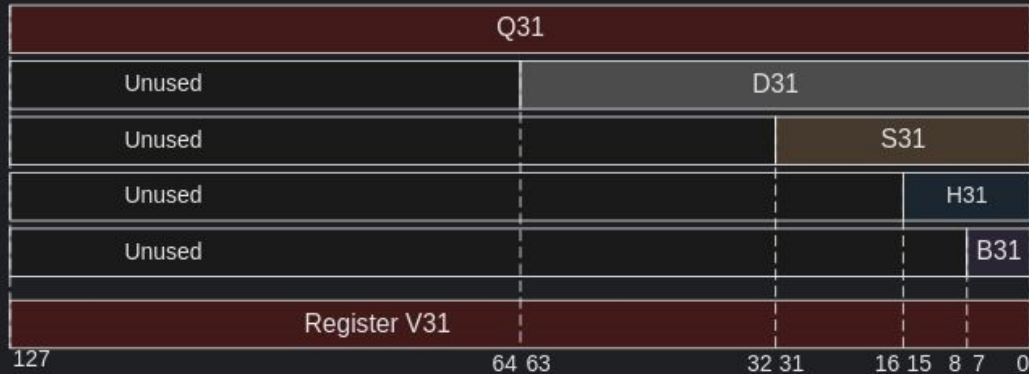 Q31
Unused D31
Unused S31
Unused H31
Unused B31
Register V31
127 64 63 32 31 16 15 8 7 0